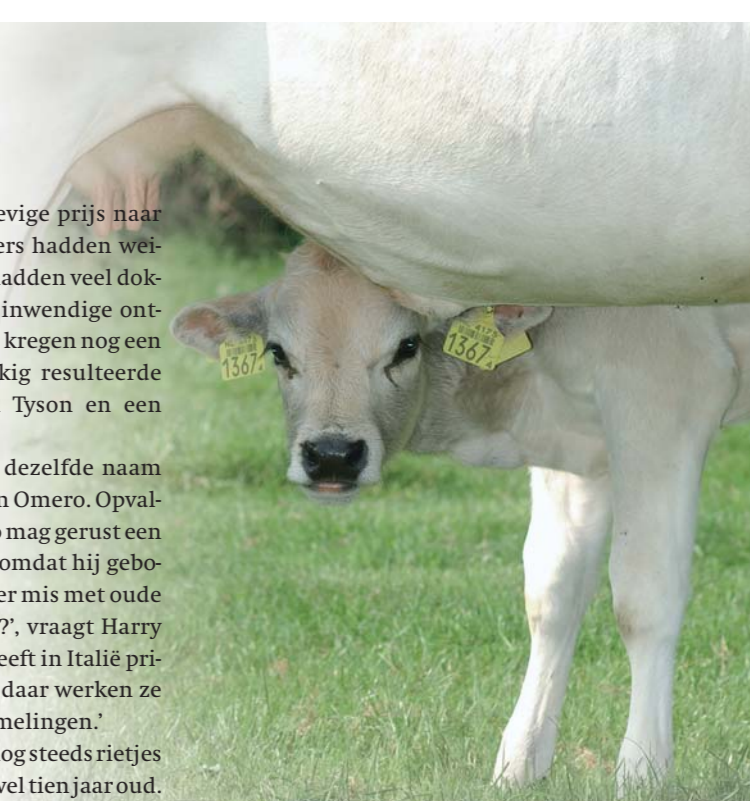 evige prijs naar
ers hadden wei-
adden veel dok-
inwendige ont-
kregen nog een
kig resulteerde
Tyson en een
dezelfde naam
n Omero. Opval-
mag gerust een
omdat hij gebo-
er mis met oude
?’, vraagt Harry
eeft in Italië pri-
daar werken ze
melingen.’
og steeds rietjes
wel tien jaar oud.
1367
1367